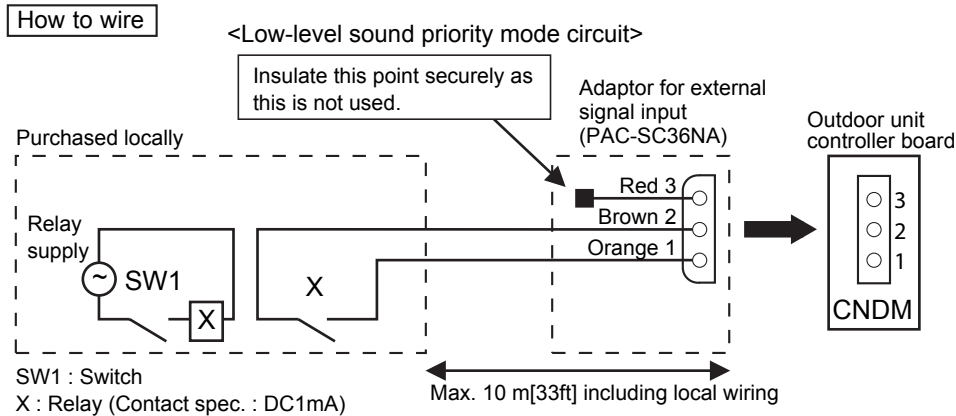 How to wire
<Low-level sound priority mode circuit>
Insulate this point securely as
this is not used.
Adaptor for external
signal input
(PAC-SC36NA)
Outdoor unit
controller board
Purchased locally
Red 3
Brown 2
Orange 1
3
2
1
CNDM
Relay
supply
~
SW1
X
X
SW1 : Switch
X : Relay (Contact spec. : DC1mA)
Max. 10 m[33ft] including local wiring